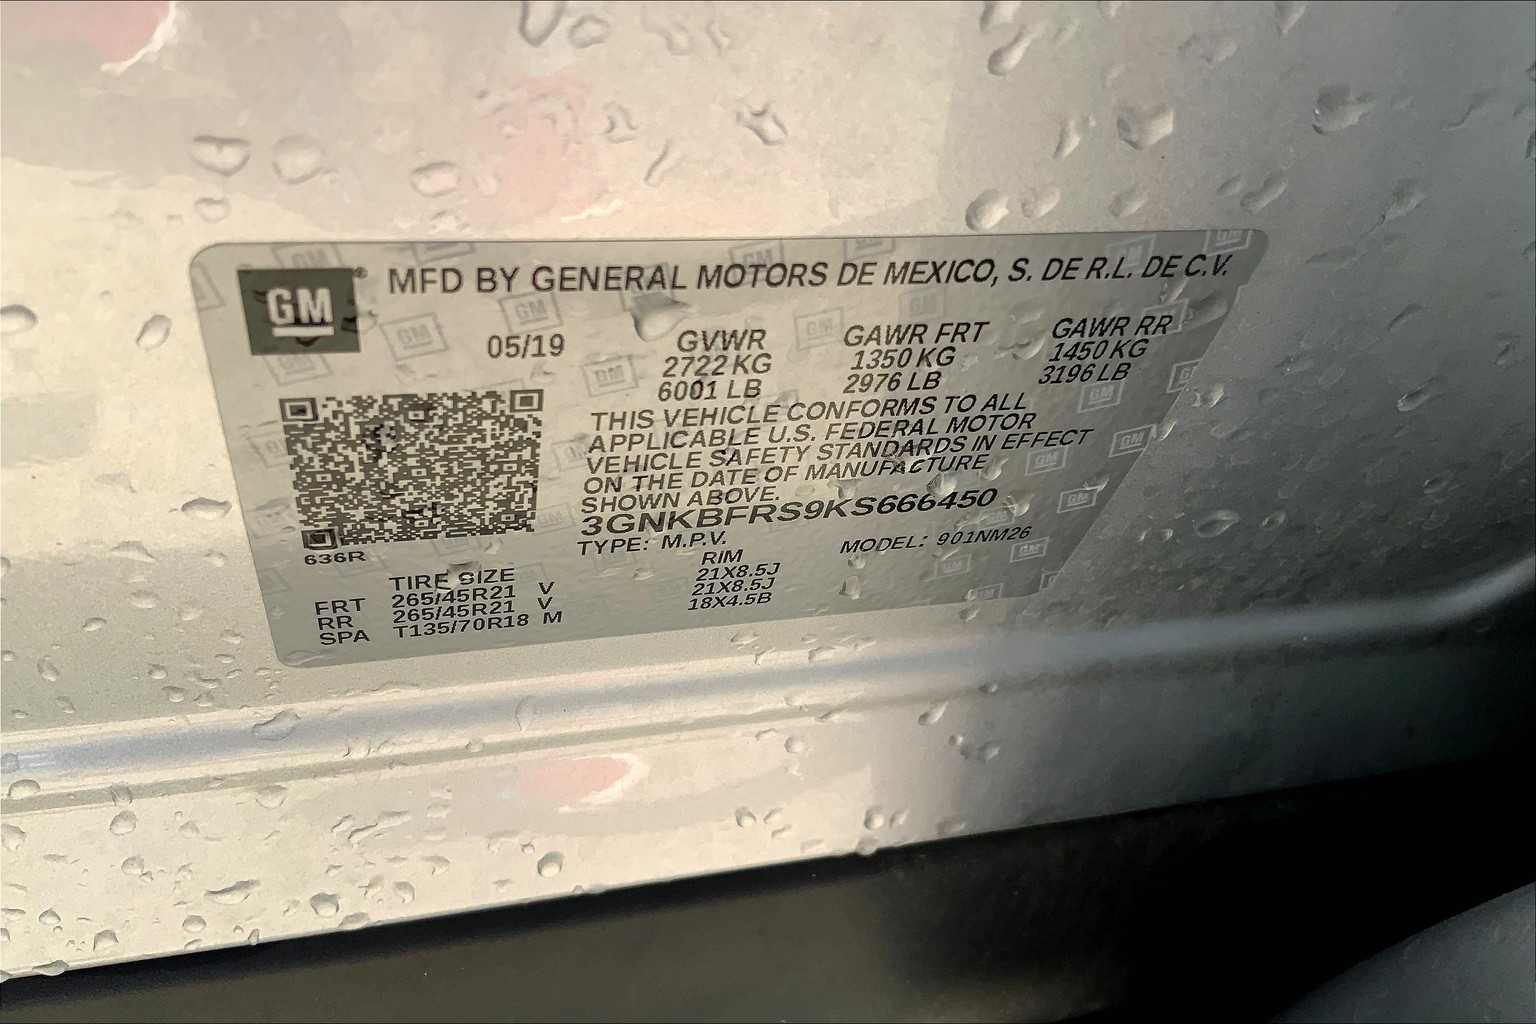 GM® MFD BY GENERAL MOTORS DE MEXICO, S. DE R.L. DE C.V.
05/19 GVWR GAWR FRT GAWR RR
2722 KG 1350 KG 1450 KG
6001 LB 2976 LB 3196 LB
THIS VEHICLE CONFORMS TO ALL
APPLICABLE U.S. FEDERAL MOTOR
VEHICLE SAFETY STANDARDS IN EFFECT
ON THE DATE OF MANUFACTURE
SHOWN ABOVE.
3GNKBFRS9KS666450
TYPE: M.P.V. MODEL: 901NM26
636R
TIRE SIZE RIM
FRT 265/45R21 V 21X8.5J
RR 265/45R21 V 21X8.5J
SPA T135/70R18 M 18X4.5B